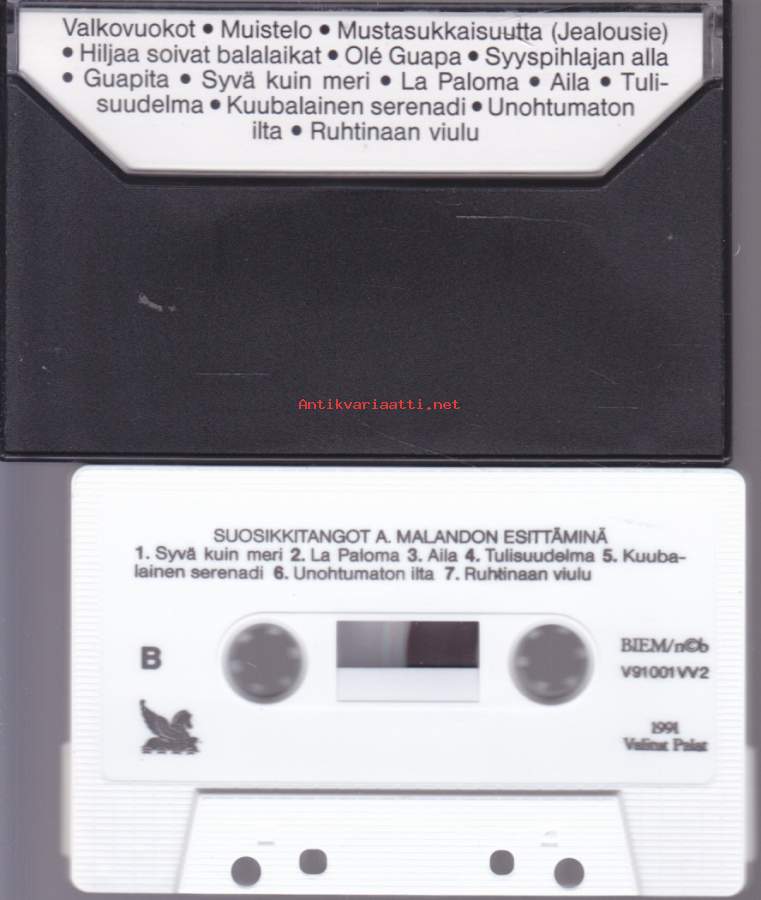 Valkovuokot • Muistelo • Mustasukkaisuutta (Jealousie)
• Hiljaa soivat balalaikat • Olé Guapa • Syyspihlajan alla
• Guapita • Syvä kuin meri • La Paloma • Aila • Tuli-
suudelma • Kuubalainen serenadi • Unohtumaton
ilta • Ruhtinaan viulu
Antikvariaatti.net
SUOSIKKITANGOT A. MALANDON ESITTÄMINÄ
1. Syvä kuin meri 2. La Paloma 3. Aila 4. Tulisuudelma 5. Kuuba-
lainen serenadi 6. Unohtumaton ilta 7. Ruhtinaan viulu
B
BIEM/n©b
V91001VV2
1991
Valitut Palat